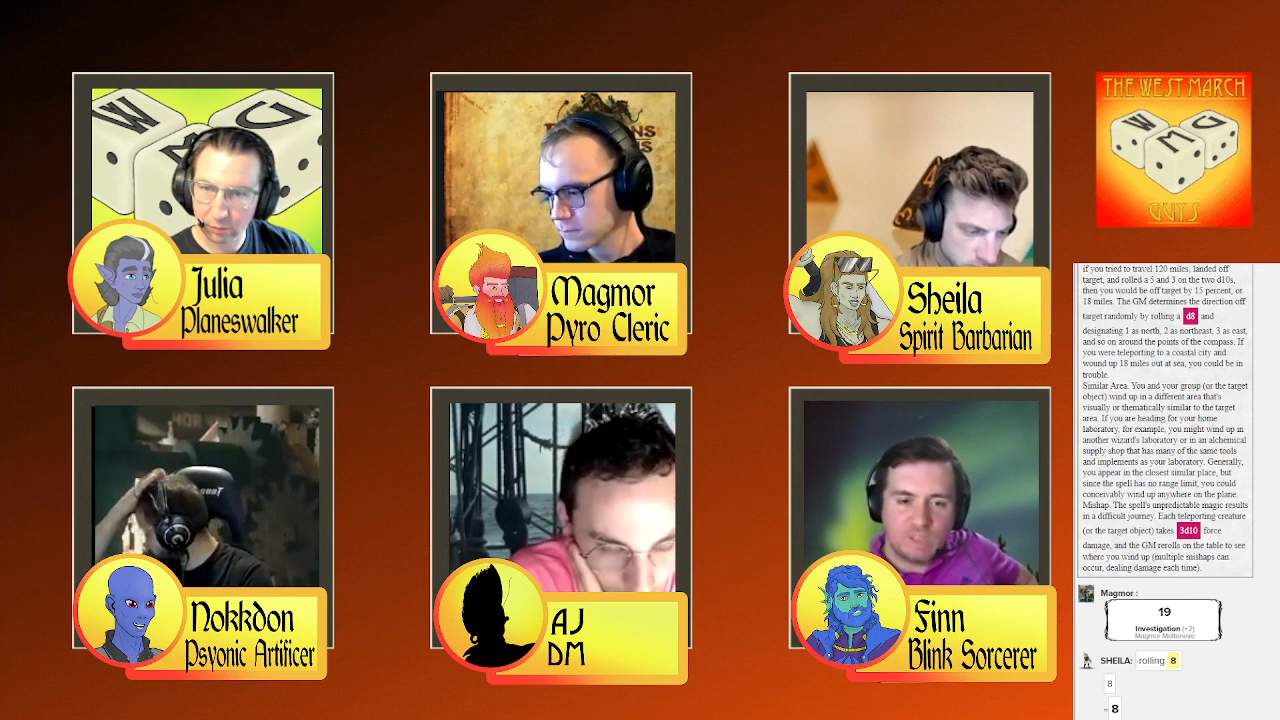 W
G
M
Julia
Planeswalker
Magmor
Pyro Cleric
4
Sheila
Spirit Barbarian
THE WEST MARCH
W
M
G
GUYS
if you tried to travel 120 miles, landed off
target, and rolled a 5 and 3 on the two d10s,
then you would be off target by 15 percent, or
18 miles. The GM determines the direction off
target randomly by rolling a d8 and
designating 1 as north, 2 as northeast, 3 as east,
and so on around the points of the compass. If
you were teleporting to a coastal city and
wound up 18 miles out at sea, you could be in
trouble.
Similar Area. You and your group (or the target
object) wind up in a different area that's
visually or thematically similar to the target
area. If you are heading for your home
laboratory, for example, you might wind up in
another wizard's laboratory or in an alchemical
supply shop that has many of the same tools
and implements as your laboratory. Generally,
you appear in the closest similar place, but
since the spell has no range limit, you could
conceivably wind up anywhere on the plane.
Mishap. The spell's unpredictable magic results
in a difficult journey. Each teleporting creature
(or the target object) takes 3d10 force
damage, and the GM rerolls on the table to see
where you wind up (multiple mishaps can
occur, dealing damage each time).
Magmor :
19
Investigation (+2)
Magmor Molteneye
SHEILA: rolling 8
8
-8
Nokkdon
Psyonic Artificer
AJ
DM
Finn
Blink Sorcerer